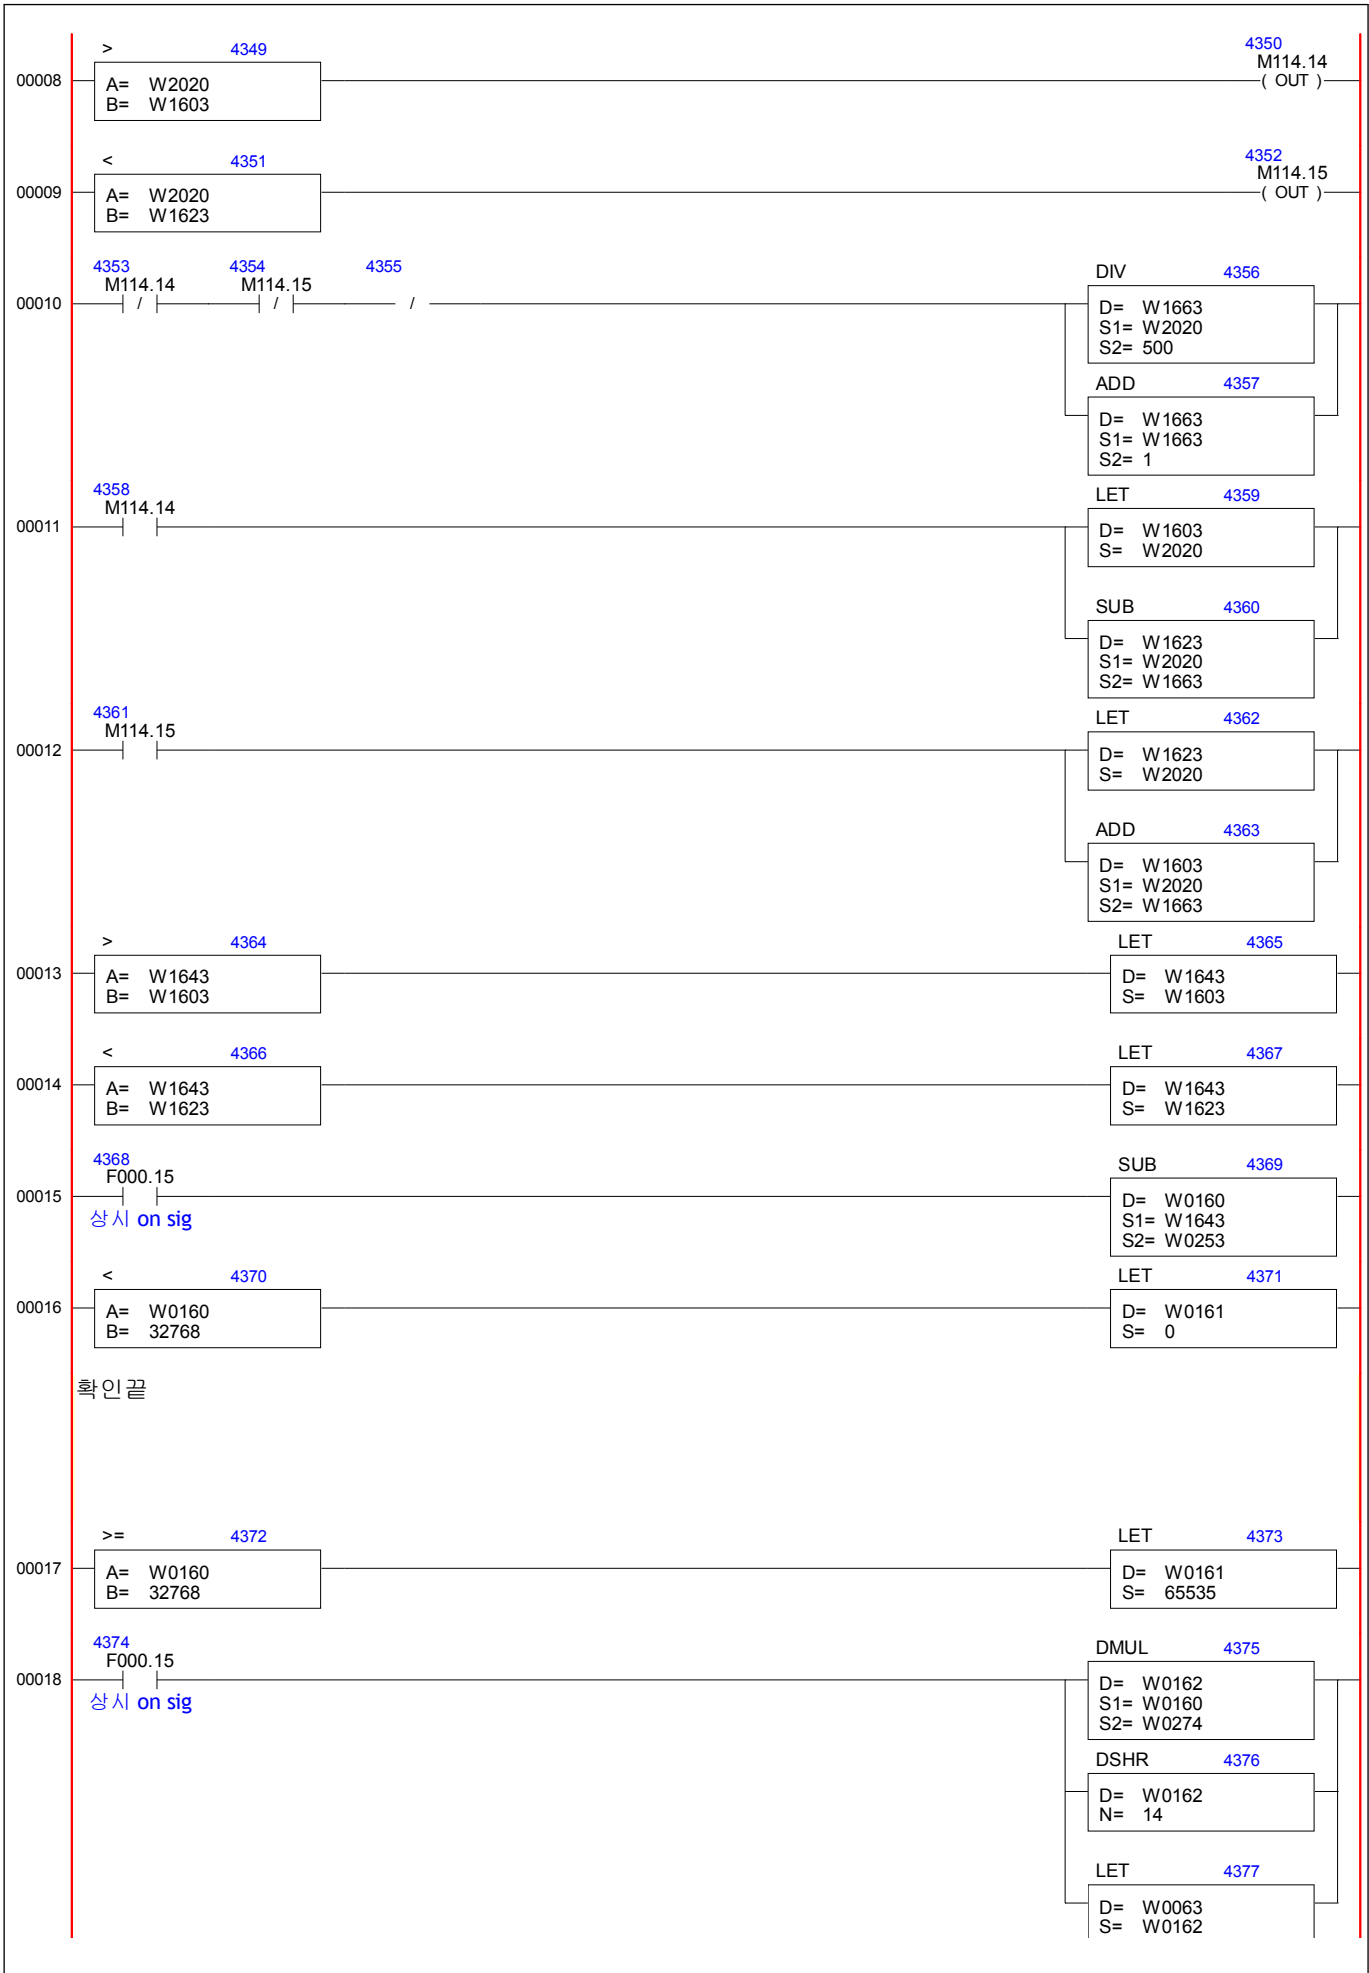 > 4349
4350
M114.14
00008
A= W2020
B= W1603
( OUT )
< 4351
4352
M114.15
00009
A= W2020
B= W1623
( OUT )
4353 4354 4355
M114.14 M114.15
00010
/ / /
DIV 4356
D= W1663
S1= W2020
S2= 500
ADD 4357
D= W1663
S1= W1663
S2= 1
4358
M114.14
00011
LET 4359
D= W1603
S= W2020
SUB 4360
D= W1623
S1= W2020
S2= W1663
4361
M114.15
00012
LET 4362
D= W1623
S= W2020
ADD 4363
D= W1603
S1= W2020
S2= W1663
> 4364
00013
A= W1643
B= W1603
LET 4365
D= W1643
S= W1603
< 4366
00014
A= W1643
B= W1623
LET 4367
D= W1643
S= W1623
4368
F000.15
00015
상시 on sig
SUB 4369
D= W0160
S1= W1643
S2= W0253
< 4370
00016
A= W0160
B= 32768
LET 4371
D= W0161
S= 0
확인끝
>= 4372
00017
A= W0160
B= 32768
LET 4373
D= W0161
S= 65535
4374
F000.15
00018
상시 on sig
DMUL 4375
D= W0162
S1= W0160
S2= W0274
DSHR 4376
D= W0162
N= 14
LET 4377
D= W0063
S= W0162